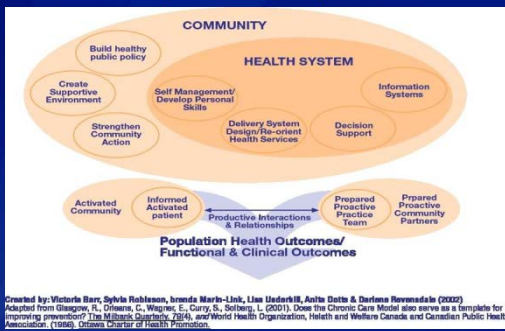 COMMUNITY
Build healthy
public policy
HEALTH SYSTEM
Create
Supportive
Environment
Self Management/
Develop Personal
Skills
Information
Systems
Strengthen
Community
Action
Delivery System
Design/Re-orient
Health Services
Decision
Support
Activated
Community
Informed
Activated
patient
Productive Interactions
& Relationships
Prepared
Proactive
Practice
Team
Prpared
Proactive
Community
Partners
Population Health Outcomes/
Functional & Clinical Outcomes
Created by: Victoria Barr, Sylvia Robinson, brenda Marin-Link, Lisa Underhill, Anita Dotts & Darlene Ravensdale (2002)
Adapted from Glasgow, R., Orleans, C., Wagner, E., Curry, S., Solberg, L. (2001). Does the Chronic Care Model also serve as a template for
improving prevention? The Milbank Quarterly, 79(4), and World Health Organization, Helath and Welfare Canada and Canadian Public Healt
Association. (1986). Ottawa Charter of Health Promotion.